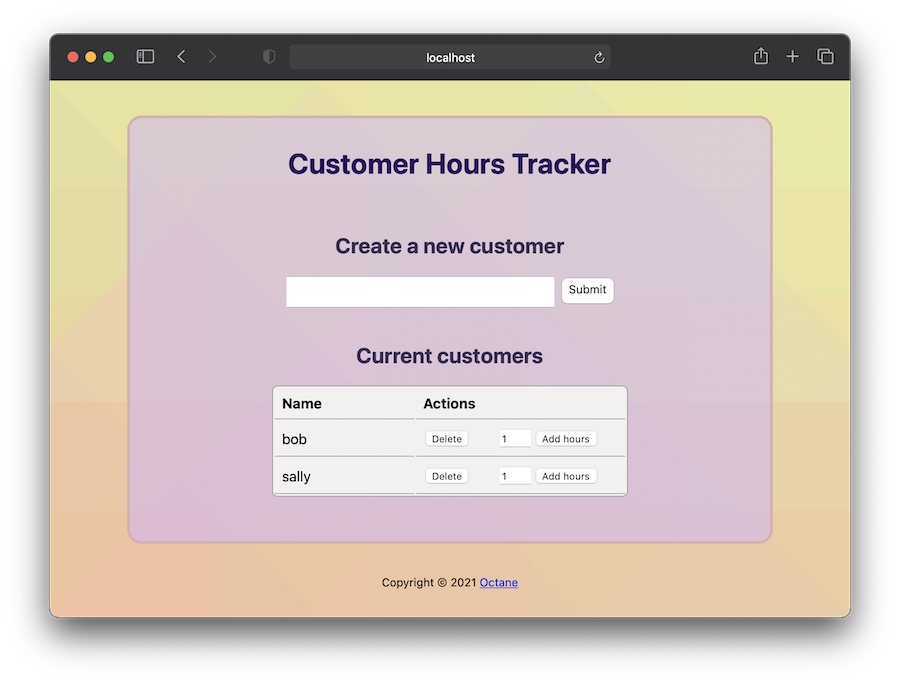 localhost
Customer Hours Tracker
Create a new customer
Submit
Current customers
Name Actions
bob Delete 1 Add hours
sally Delete 1 Add hours
Copyright © 2021 Octane